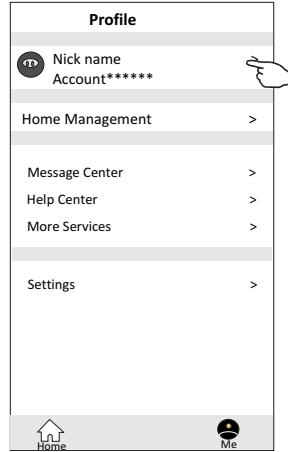 Profile
Nick name
Account******
Home Management >
Message Center >
Help Center >
More Services >
Settings >
Home Me